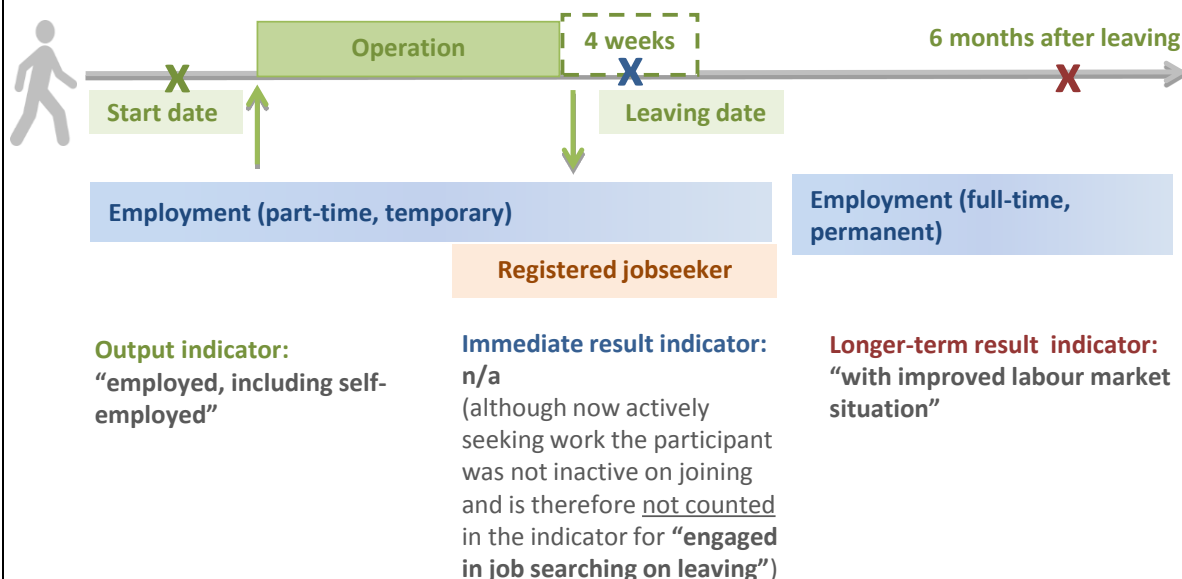 Operation
4 weeks
6 months after leaving
X
X
X
Start date
Leaving date
Employment (part-time, temporary)
Employment (full-time,
permanent)
Registered jobseeker
Output indicator:
“employed, including self-
employed”
Immediate result indicator:
n/a
(although now actively
seeking work the participant
was not inactive on joining
and is therefore not counted
in the indicator for “engaged
in job searching on leaving”)
Longer-term result  indicator:
“with improved labour market
situation”